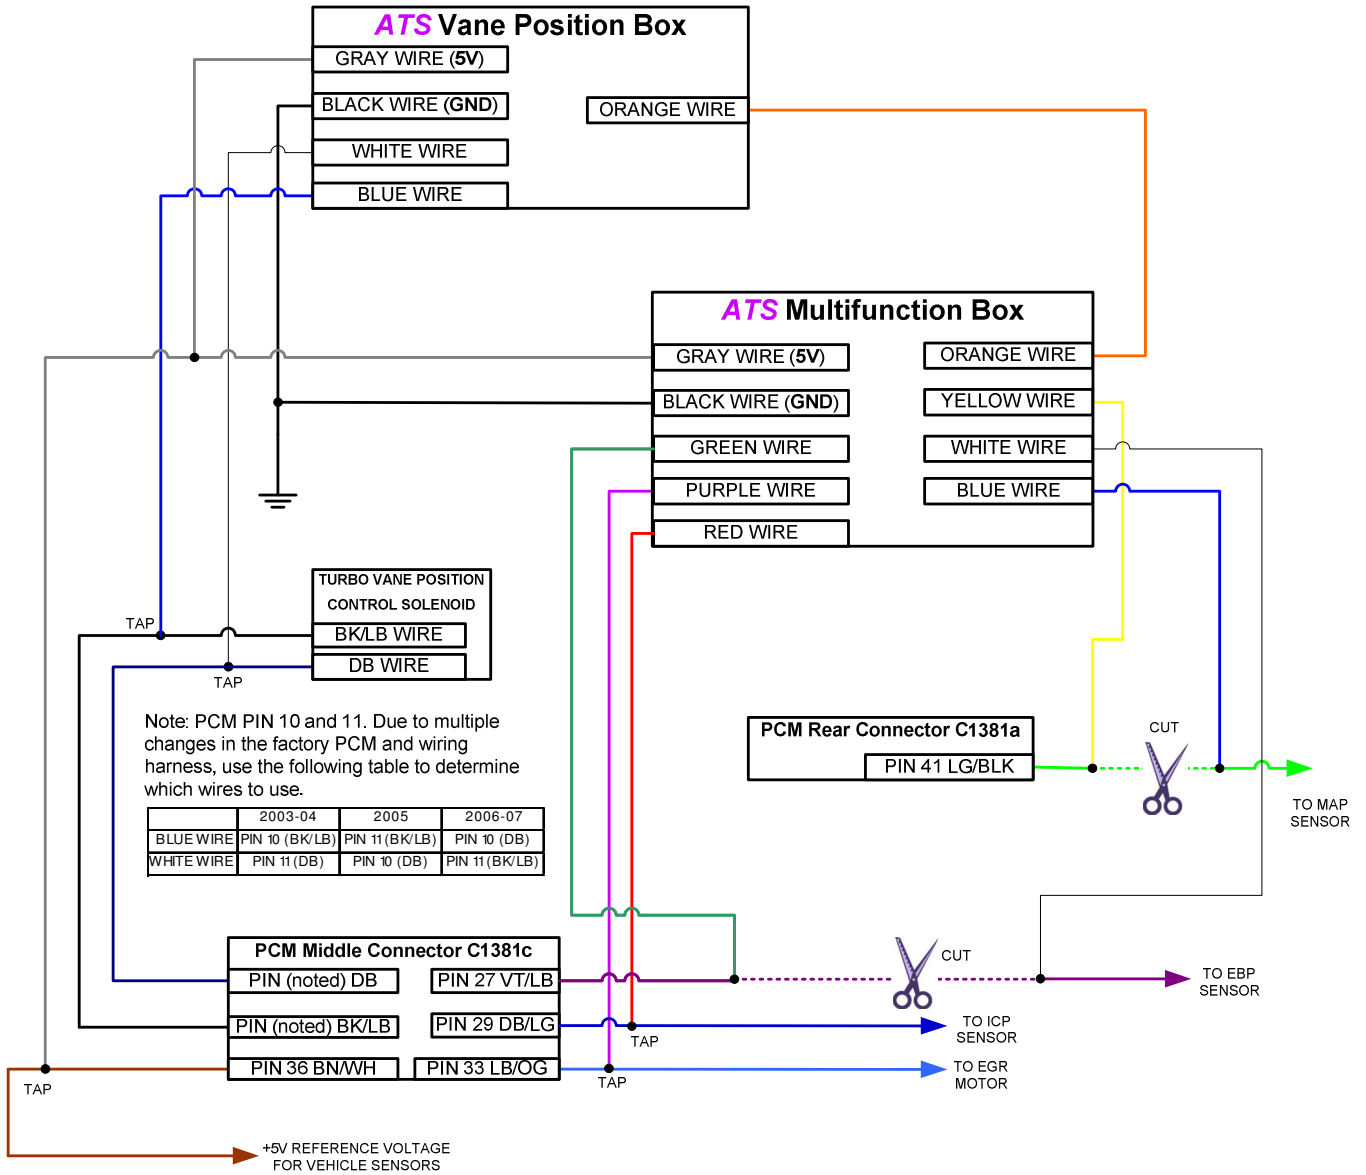 ATS Vane Position Box
GRAY WIRE (5V)
BLACK WIRE (GND)
ORANGE WIRE
WHITE WIRE
BLUE WIRE
ATS Multifunction Box
GRAY WIRE (5V)
ORANGE WIRE
BLACK WIRE (GND)
YELLOW WIRE
GREEN WIRE
WHITE WIRE
PURPLE WIRE
BLUE WIRE
RED WIRE
TURBO VANE POSITION
CONTROL SOLENOID
TAP
BK/LB WIRE
DB WIRE
TAP
Note: PCM PIN 10 and 11. Due to multiple
changes in the factory PCM and wiring
harness, use the following table to determine
which wires to use.
2003-04 2005 2006-07
BLUE WIRE PIN 10 (BK/LB) PIN 11 (BK/LB) PIN 10 (DB)
WHITE WIRE PIN 11 (DB) PIN 10 (DB) PIN 11 (BK/LB)
PCM Rear Connector C1381a
PIN 41 LG/BLK
CUT
TO MAP
SENSOR
PCM Middle Connector C1381c
PIN (noted) DB
PIN 27 VT/LB
CUT
TO EBP
SENSOR
PIN (noted) BK/LB
PIN 29 DB/LG
TAP
TO ICP
SENSOR
PIN 36 BN/WH
PIN 33 LB/OG
TAP
TAP
TO EGR
MOTOR
+5V REFERENCE VOLTAGE
FOR VEHICLE SENSORS